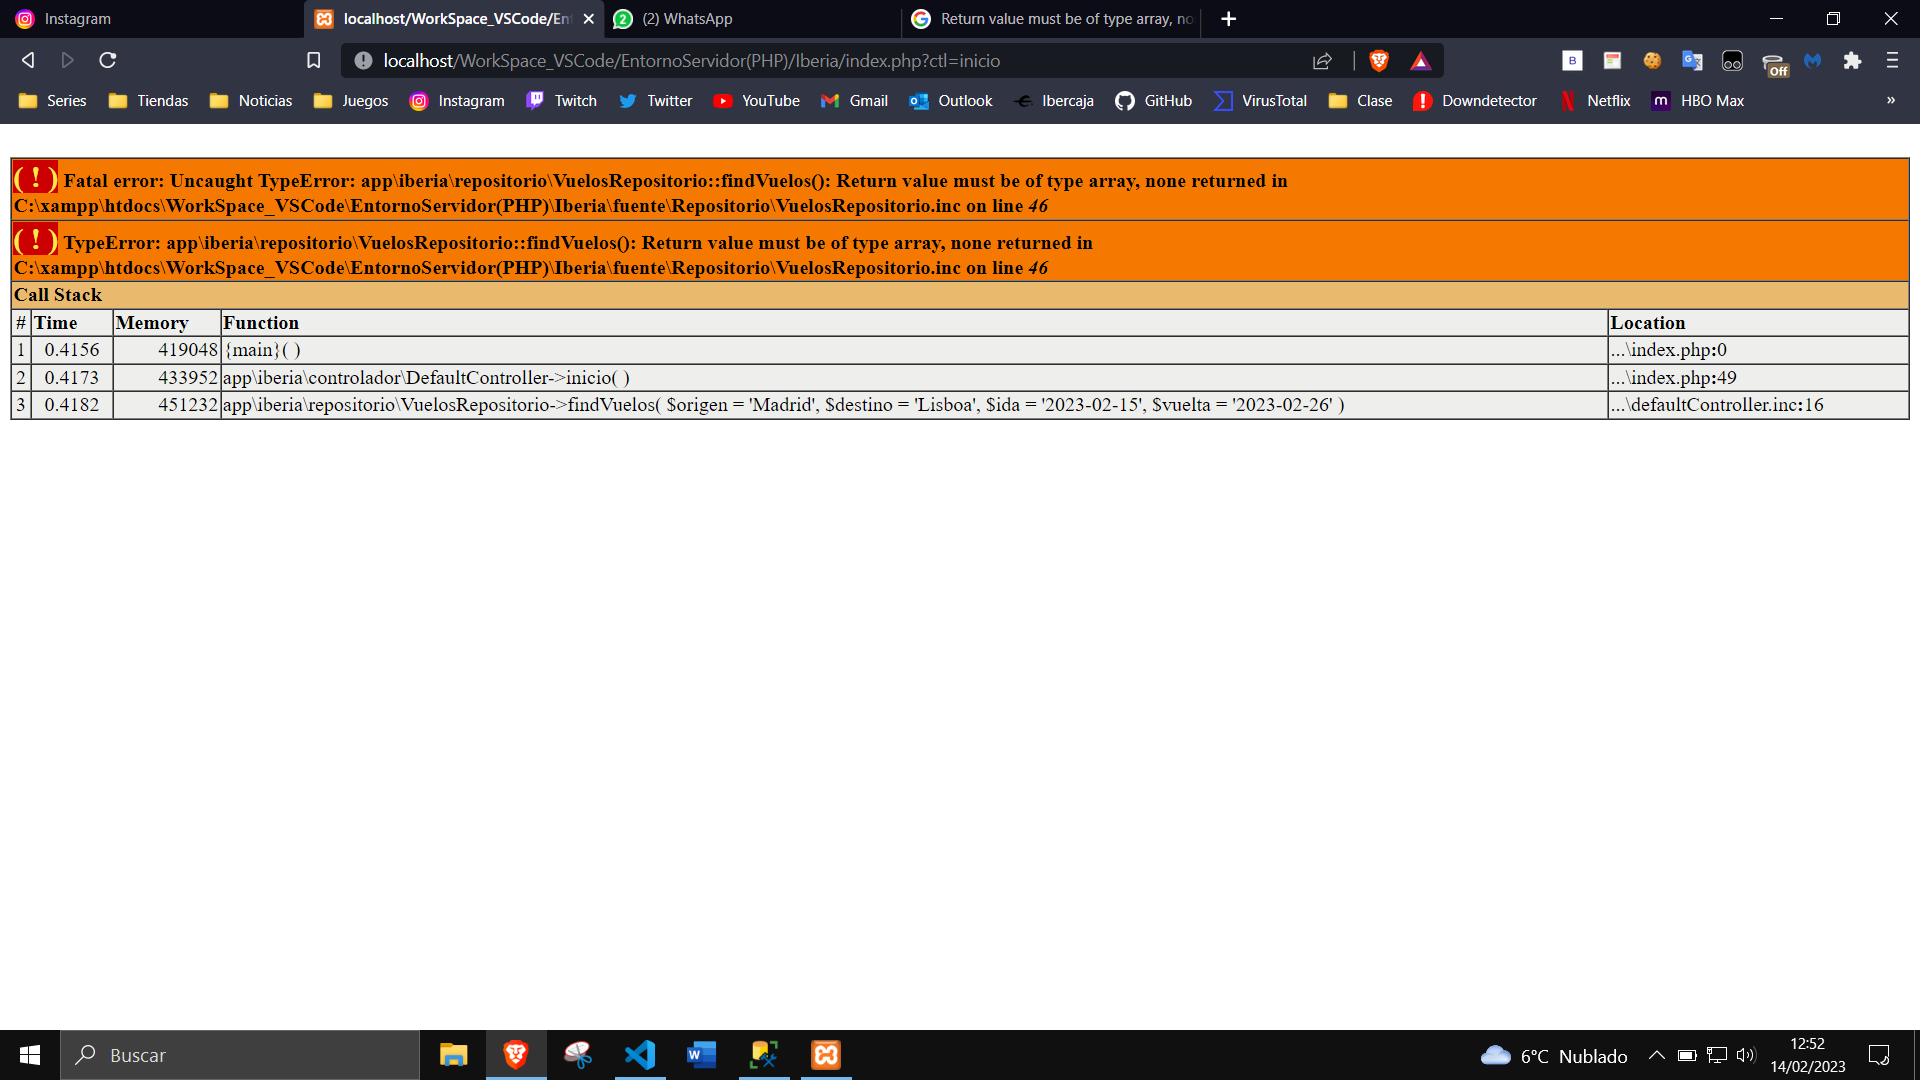 Instagram
localhost/WorkSpace_VSCode/Ent
(2) WhatsApp
Return value must be of type array, no
localhost/WorkSpace_VSCode/EntornoServidor(PHP)/Iberia/index.php?ctl=inicio
B
Off
Series
Tiendas
Noticias
Juegos
Instagram
Twitch
Twitter
YouTube
Gmail
Outlook
Ibercaja
GitHub
VirusTotal
Clase
Downdetector
Netflix
HBO Max
»
( ! ) Fatal error: Uncaught TypeError: app\iberia\repositorio\VuelosRepositorio::findVuelos(): Return value must be of type array, none returned in
C:\xampp\htdocs\WorkSpace_VSCode\EntornoServidor(PHP)\Iberia\fuente\Repositorio\VuelosRepositorio.inc on line 46
( ! ) TypeError: app\iberia\repositorio\VuelosRepositorio::findVuelos(): Return value must be of type array, none returned in
C:\xampp\htdocs\WorkSpace_VSCode\EntornoServidor(PHP)\Iberia\fuente\Repositorio\VuelosRepositorio.inc on line 46
Call Stack
# Time Memory Function Location
1 0.4156 419048 {main}( ) ...\index.php:0
2 0.4173 433952 app\iberia\controlador\DefaultController->inicio( ) ...\index.php:49
3 0.4182 451232 app\iberia\repositorio\VuelosRepositorio->findVuelos( $origen = 'Madrid', $destino = 'Lisboa', $ida = '2023-02-15', $vuelta = '2023-02-26' ) ...\defaultController.inc:16
Buscar
6°C Nublado
12:52
14/02/2023